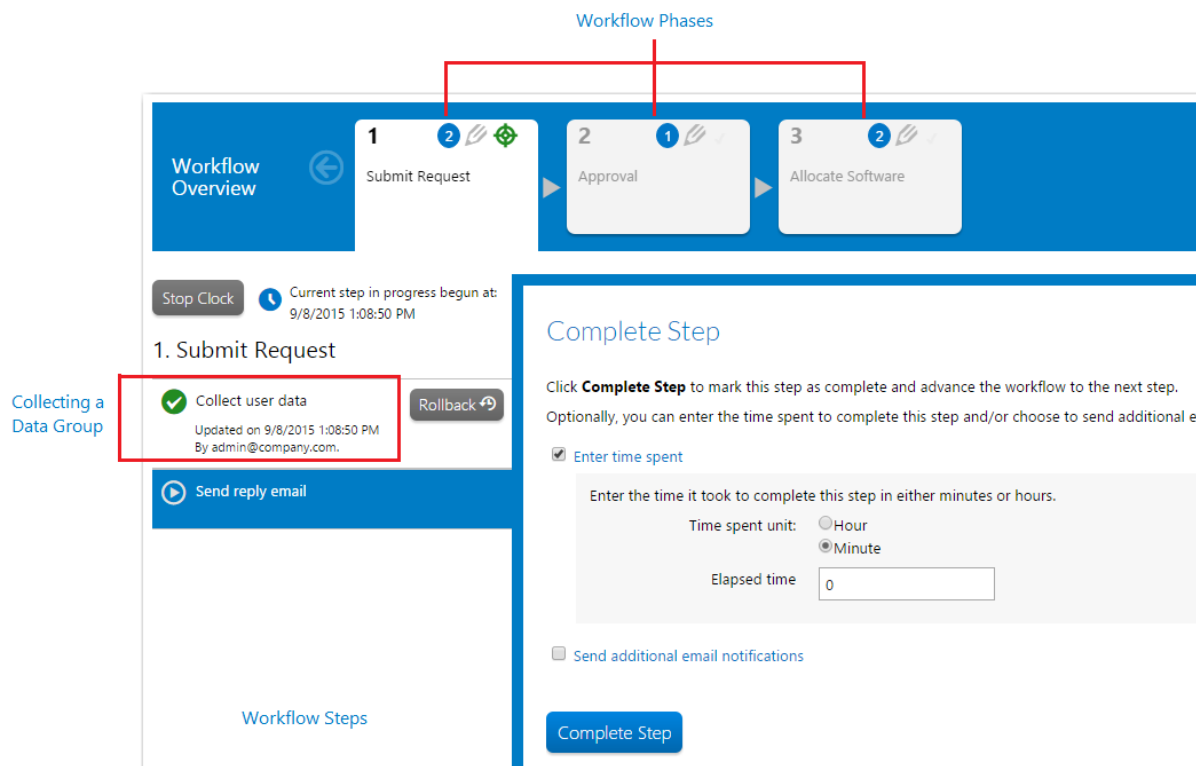 Workflow Phases
Workflow
Overview
1
2
Submit Request
2
1
Approval
3
2
Allocate Software
Stop Clock
Current step in progress begun at:
9/8/2015 1:08:50 PM
1. Submit Request
Collecting a
Data Group
Collect user data
Updated on 9/8/2015 1:08:50 PM
By admin@company.com.
Rollback
Send reply email
Workflow Steps
Complete Step
Click Complete Step to mark this step as complete and advance the workflow to the next step.
Optionally, you can enter the time spent to complete this step and/or choose to send additional e
Enter time spent
Enter the time it took to complete this step in either minutes or hours.
Time spent unit:
Hour
Minute
Elapsed time
0
Send additional email notifications
Complete Step